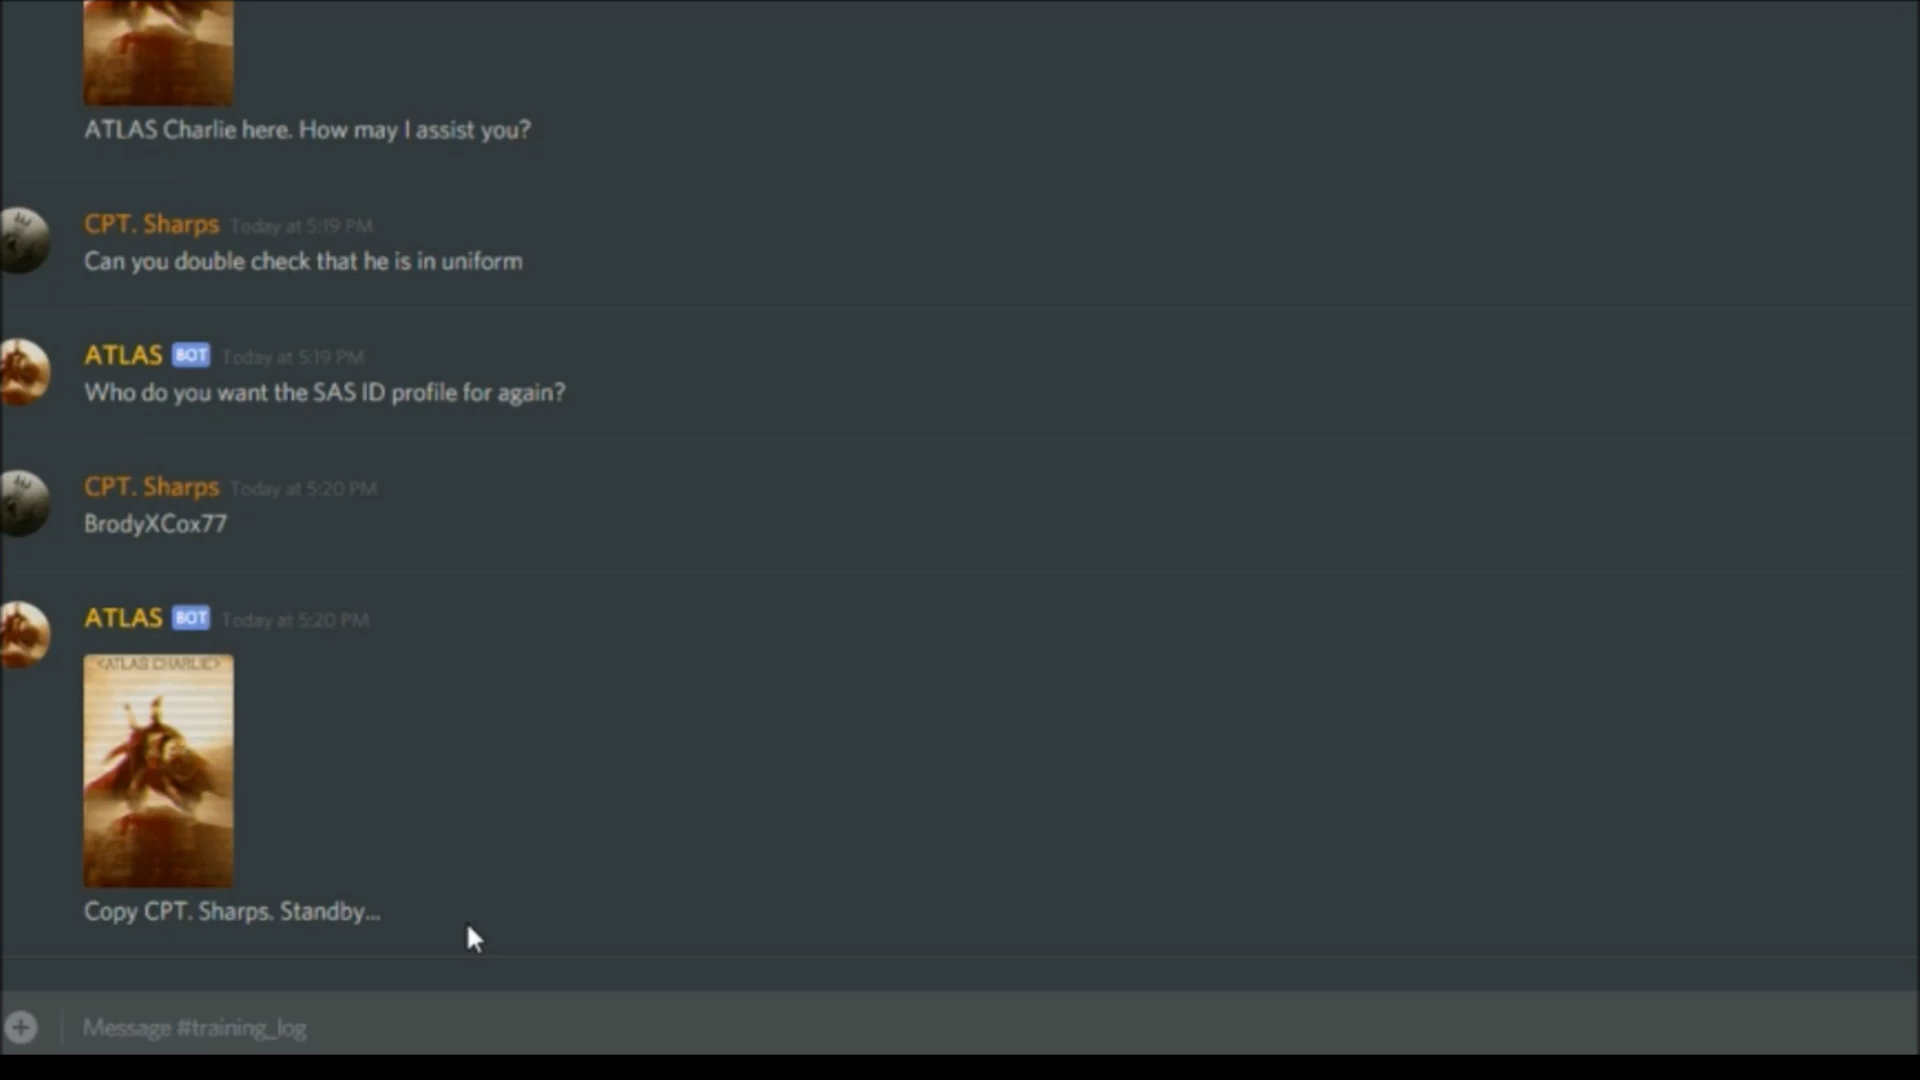 ATLAS Charlie here. How may I assist you?
CPT. Sharps Today at 5:19 PM
Can you double check that he is in uniform
ATLAS BOT Today at 5:19 PM
Who do you want the SAS ID profile for again?
CPT. Sharps Today at 5:20 PM
BrodyXCox77
ATLAS BOT Today at 5:20 PM
<ATLAS CHARLIE>
Copy CPT. Sharps. Standby...
Message #training_log